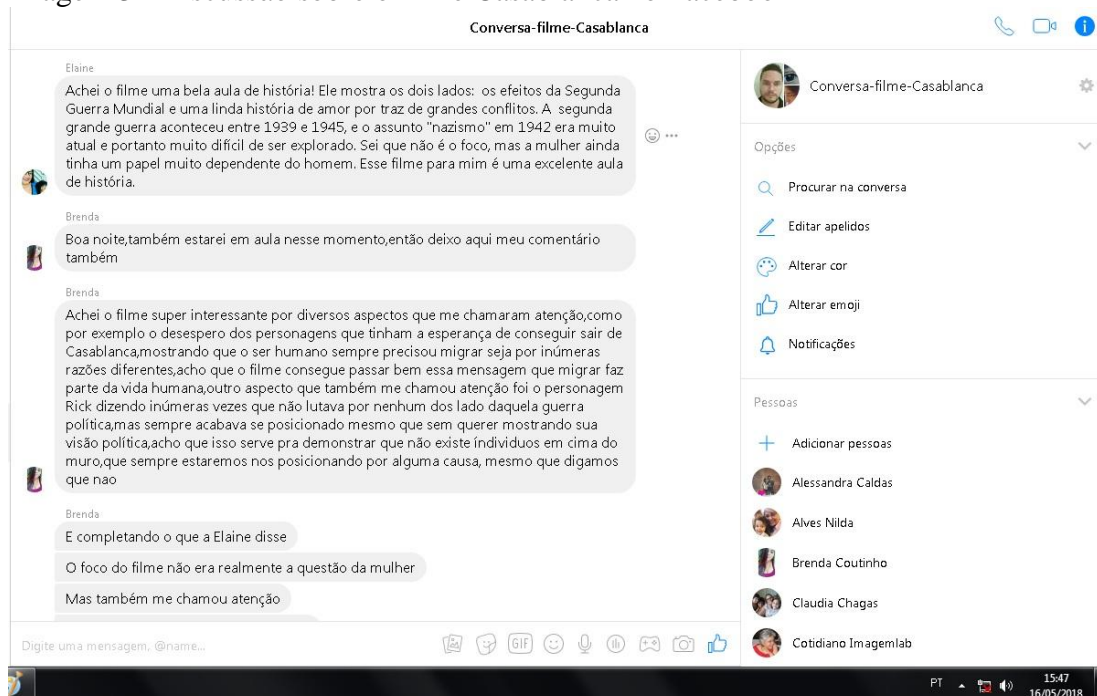 Conversa-filme-Casablanca
Elaine
Achei o filme uma bela aula de história! Ele mostra os dois lados: os efeitos da Segunda
Guerra Mundial e uma linda história de amor por traz de grandes conflitos. A segunda
grande guerra aconteceu entre 1939 e 1945, e o assunto "nazismo" em 1942 era muito
atual e portanto muito difícil de ser explorado. Sei que não é o foco, mas a mulher ainda
tinha um papel muito dependente do homem. Esse filme para mim é uma excelente aula
de história.
Brenda
Boa noite,também estarei em aula nesse momento,então deixo aqui meu comentário
também
Brenda
Achei o filme super interessante por diversos aspectos que me chamaram atenção,como
por exemplo o desespero dos personagens que tinham a esperança de conseguir sair de
Casablanca,mostrando que o ser humano sempre precisou migrar seja por inúmeras
razões diferentes,acho que o filme consegue passar bem essa mensagem que migrar faz
parte da vida humana,outro aspecto que também me chamou atenção foi o personagem
Rick dizendo inúmeras vezes que não lutava por nenhum dos lado daquela guerra
política,mas sempre acabava se posicionado mesmo que sem querer mostrando sua
visão política,acho que isso serve pra demonstrar que não existe índividuos em cima do
muro,que sempre estaremos nos posicionando por alguma causa, mesmo que digamos
que nao
Brenda
E completando o que a Elaine disse
O foco do filme não era realmente a questão da mulher
Mas também me chamou atenção
Digite uma mensagem, @name...
GIF
Conversa-filme-Casablanca
Opções
Procurar na conversa
Editar apelidos
Alterar cor
Alterar emoji
Notificações
Pessoas
Adicionar pessoas
Alessandra Caldas
Alves Nilda
Brenda Coutinho
Claudia Chagas
Cotidiano Imagemlab
PT
15:47
16/05/2018